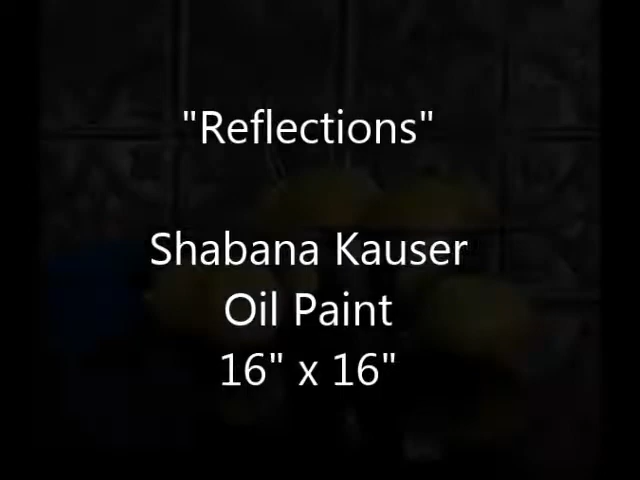 "Reflections"
Shabana Kauser
Oil Paint
16" x 16"